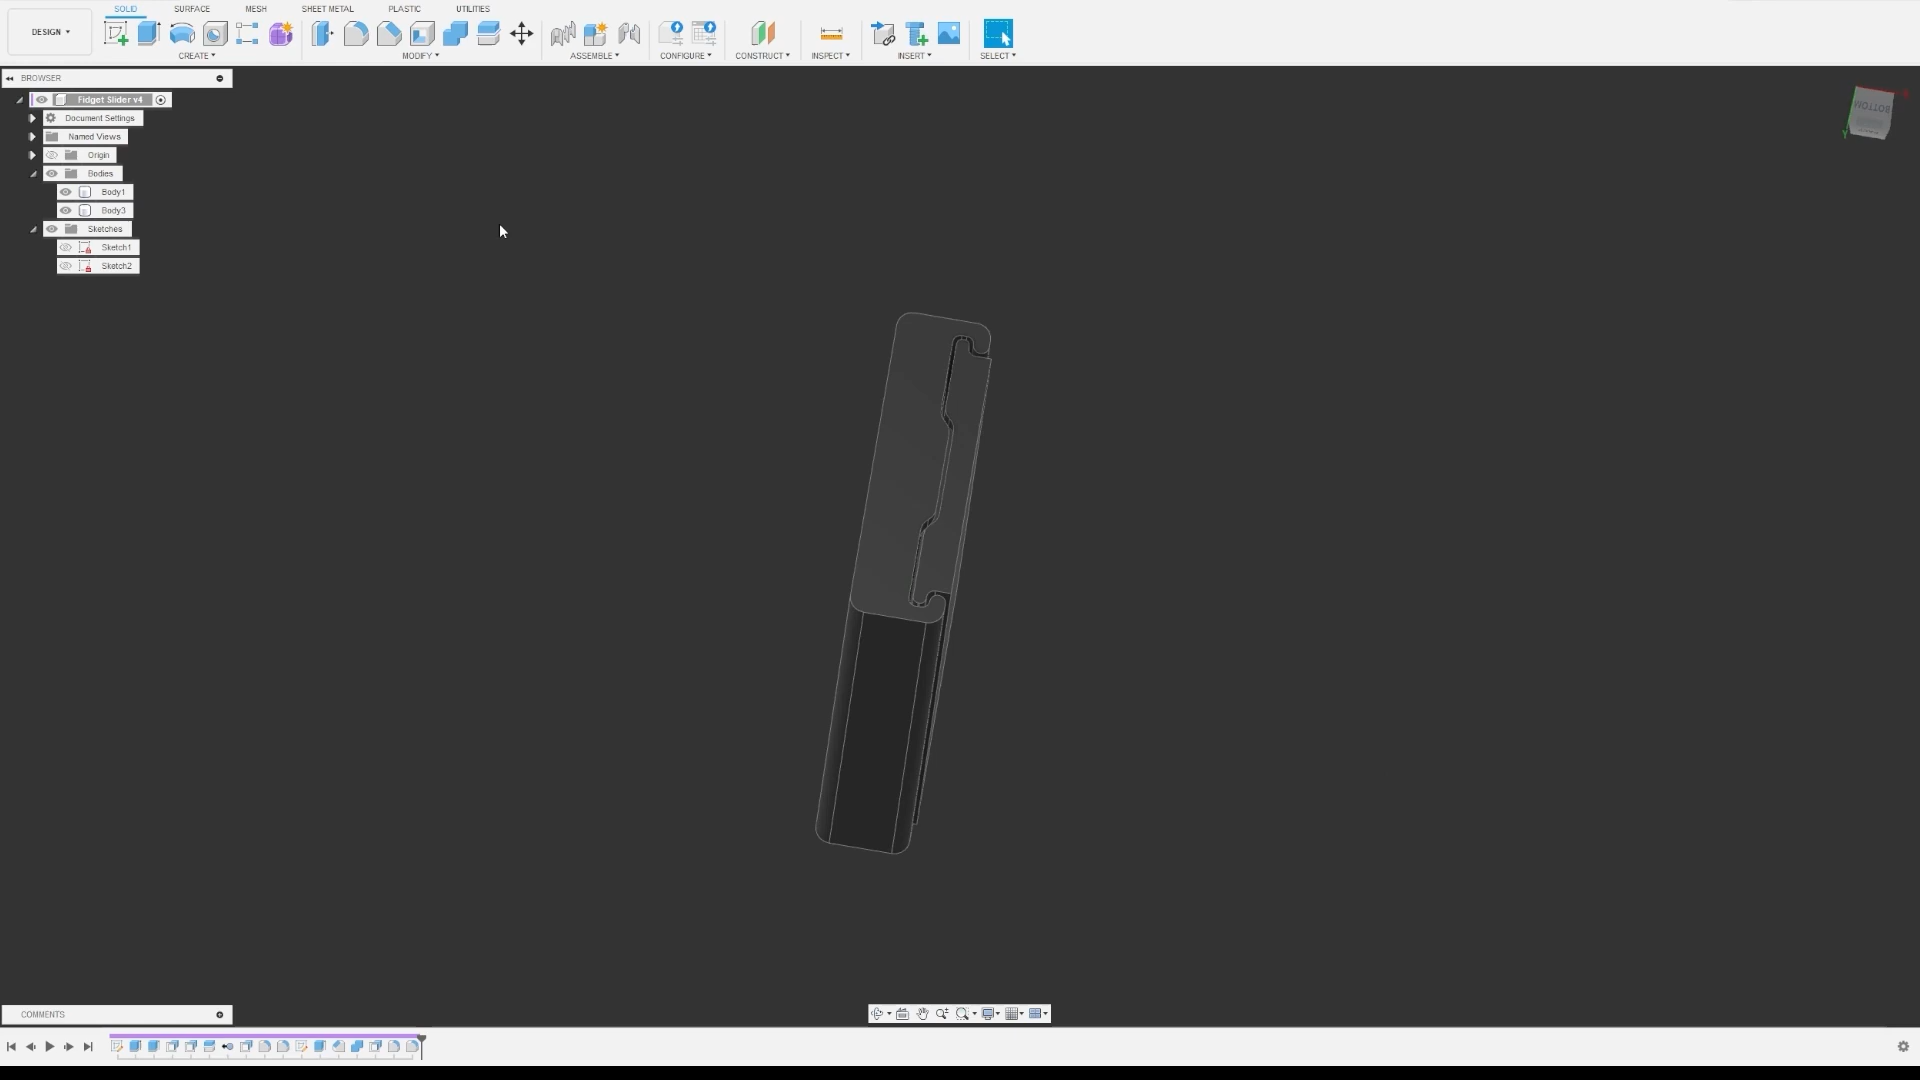 SOLID SURFACE MESH SHEET METAL PLASTIC UTILITIES
DESIGN
CREATE MODIFY ASSEMBLE CONFIGURE CONSTRUCT INSPECT INSERT SELECT
BROWSER
Fidget Slider v4
Document Settings
Named Views
Origin
Bodies
Body1
Body3
Sketches
Sketch1
Sketch2
BOTTOM
Y
COMMENTS